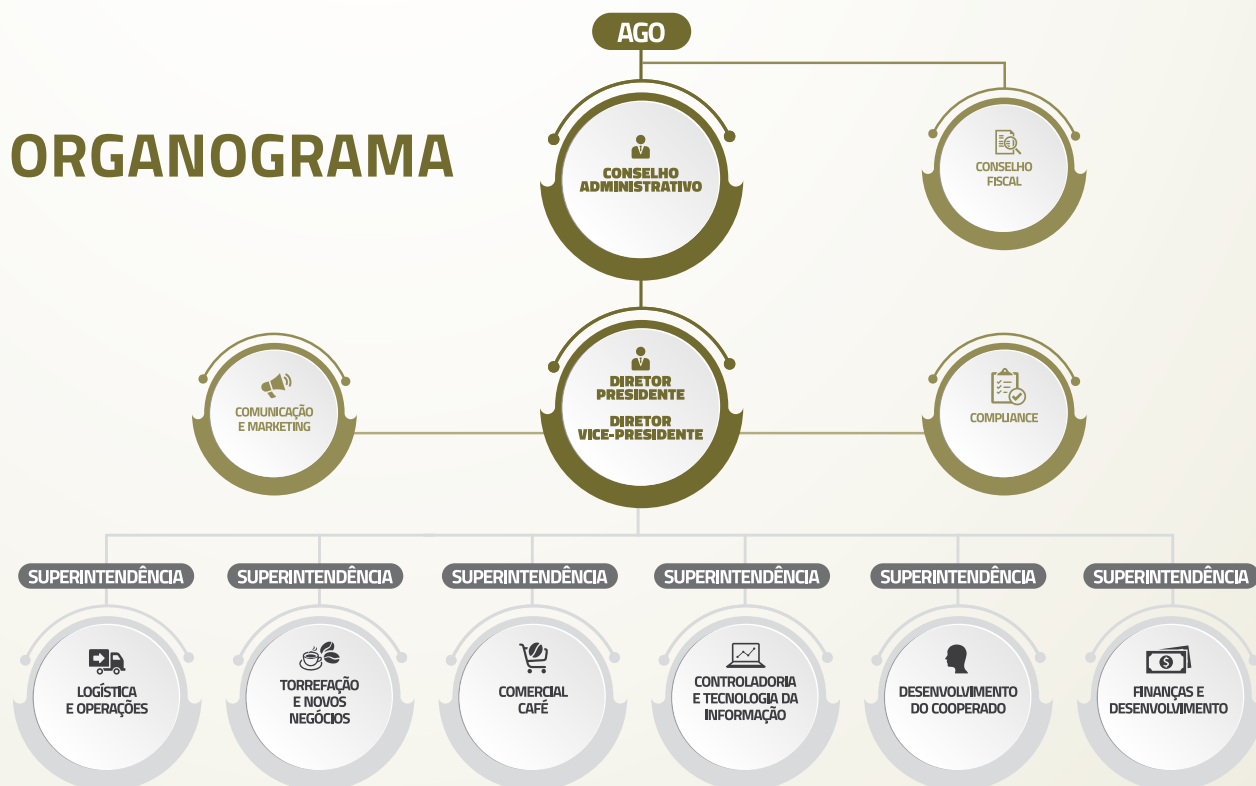 AGO
ORGANOGRAMA
CONSELHO
ADMINISTRATIVO
CONSELHO
FISCAL
COMUNICAÇÃO
E MARKETING
DIRETOR
PRESIDENTE
DIRETOR
VICE-PRESIDENTE
COMPLIANCE
SUPERINTENDÊNCIA
LOGÍSTICA
E OPERAÇÕES
SUPERINTENDÊNCIA
TORREFAÇÃO
E NOVOS
NEGÓCIOS
SUPERINTENDÊNCIA
COMERCIAL
CAFÉ
SUPERINTENDÊNCIA
CONTROLADORIA
E TECNOLOGIA DA
INFORMAÇÃO
SUPERINTENDÊNCIA
DESENVOLVIMENTO
DO COOPERADO
SUPERINTENDÊNCIA
FINANÇAS E
DESENVOLVIMENTO